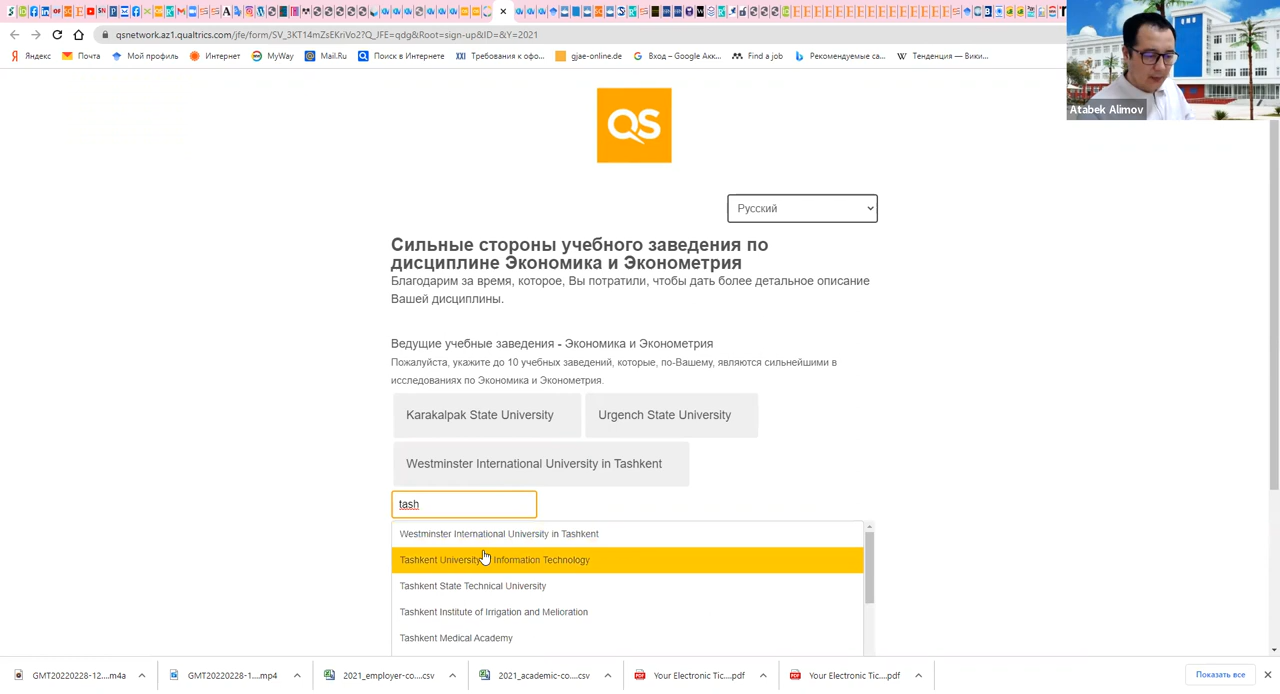 qsnetwork.az1.qualtrics.com/jfe/form/SV_3KT14mZsEKriVo2?Q_JFE=qdg&Root=sign-up&ID=&Y=2021
Яндекс Почта Мой профиль Интернет MyWay Mail.Ru Поиск в Интернете Требования к офо... gjae-online.de Вход – Google Акк... Find a job Рекомендуемые са... Тенденция — Вики...
Atabek Alimov
QS
Русский
Сильные стороны учебного заведения по
дисциплине Экономика и Эконометрия
Благодарим за время, которое, Вы потратили, чтобы дать более детальное описание
Вашей дисциплины.
Ведущие учебные заведения - Экономика и Эконометрия
Пожалуйста, укажите до 10 учебных заведений, которые, по-Вашему, являются сильнейшими в
исследованиях по Экономика и Эконометрия.
Karakalpak State University Urgench State University
Westminster International University in Tashkent
tash
Westminster International University in Tashkent
Tashkent University Information Technology
Tashkent State Technical University
Tashkent Institute of Irrigation and Melioration
Tashkent Medical Academy
GMT20220228-12....m4a GMT20220228-1....mp4 2021_employer-co....csv 2021_academic-co....csv Your Electronic Tic....pdf Your Electronic Tic....pdf Показать все